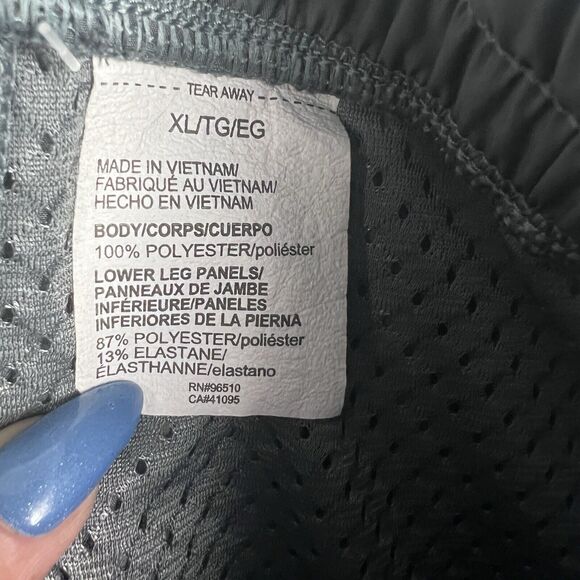 TEAR AWAY
XL/TG/EG
MADE IN VIETNAM/
FABRIQUÉ AU VIETNAM/
HECHO EN VIETNAM
BODY/CORPS/CUERPO
100% POLYESTER/poliéster
LOWER LEG PANELS/
PANNEAUX DE JAMBE
INFÉRIEURE/PANELES
INFERIORES DE LA PIERNA
87% POLYESTER/poliéster
13% ELASTANE/
ÉLASTHANNE/elastano
RN#96510
CA#41095